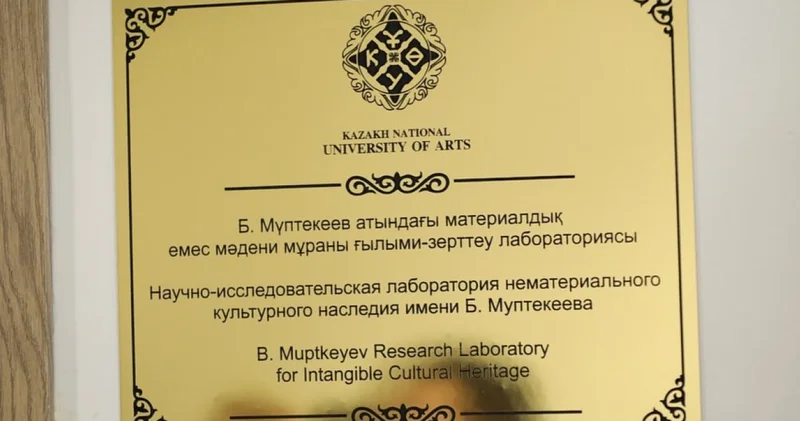 Қ Ұ Ө У
KAZAKH NATIONAL
UNIVERSITY OF ARTS
Б. Мүптекеев атындағы материалдық
емес мәдени мұраны ғылыми-зерттеу лабораториясы
Научно-исследовательская лаборатория нематериального
культурного наследия имени Б. Муптекеева
B. Muptkeyev Research Laboratory
for Intangible Cultural Heritage